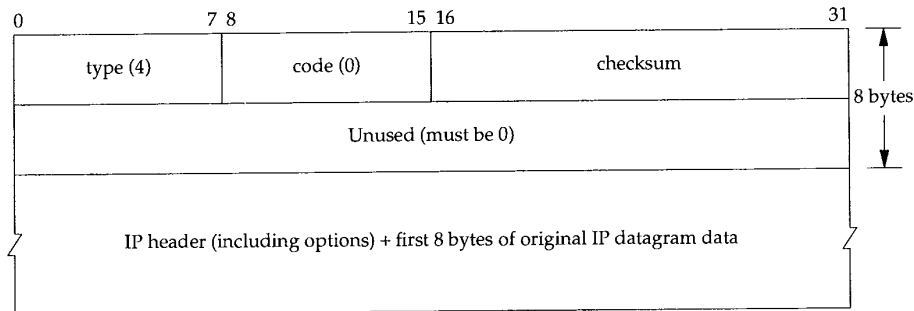 0 7 8 15 16 31
type (4) code (0) checksum
8 bytes
Unused (must be 0)
IP header (including options) + first 8 bytes of original IP datagram data